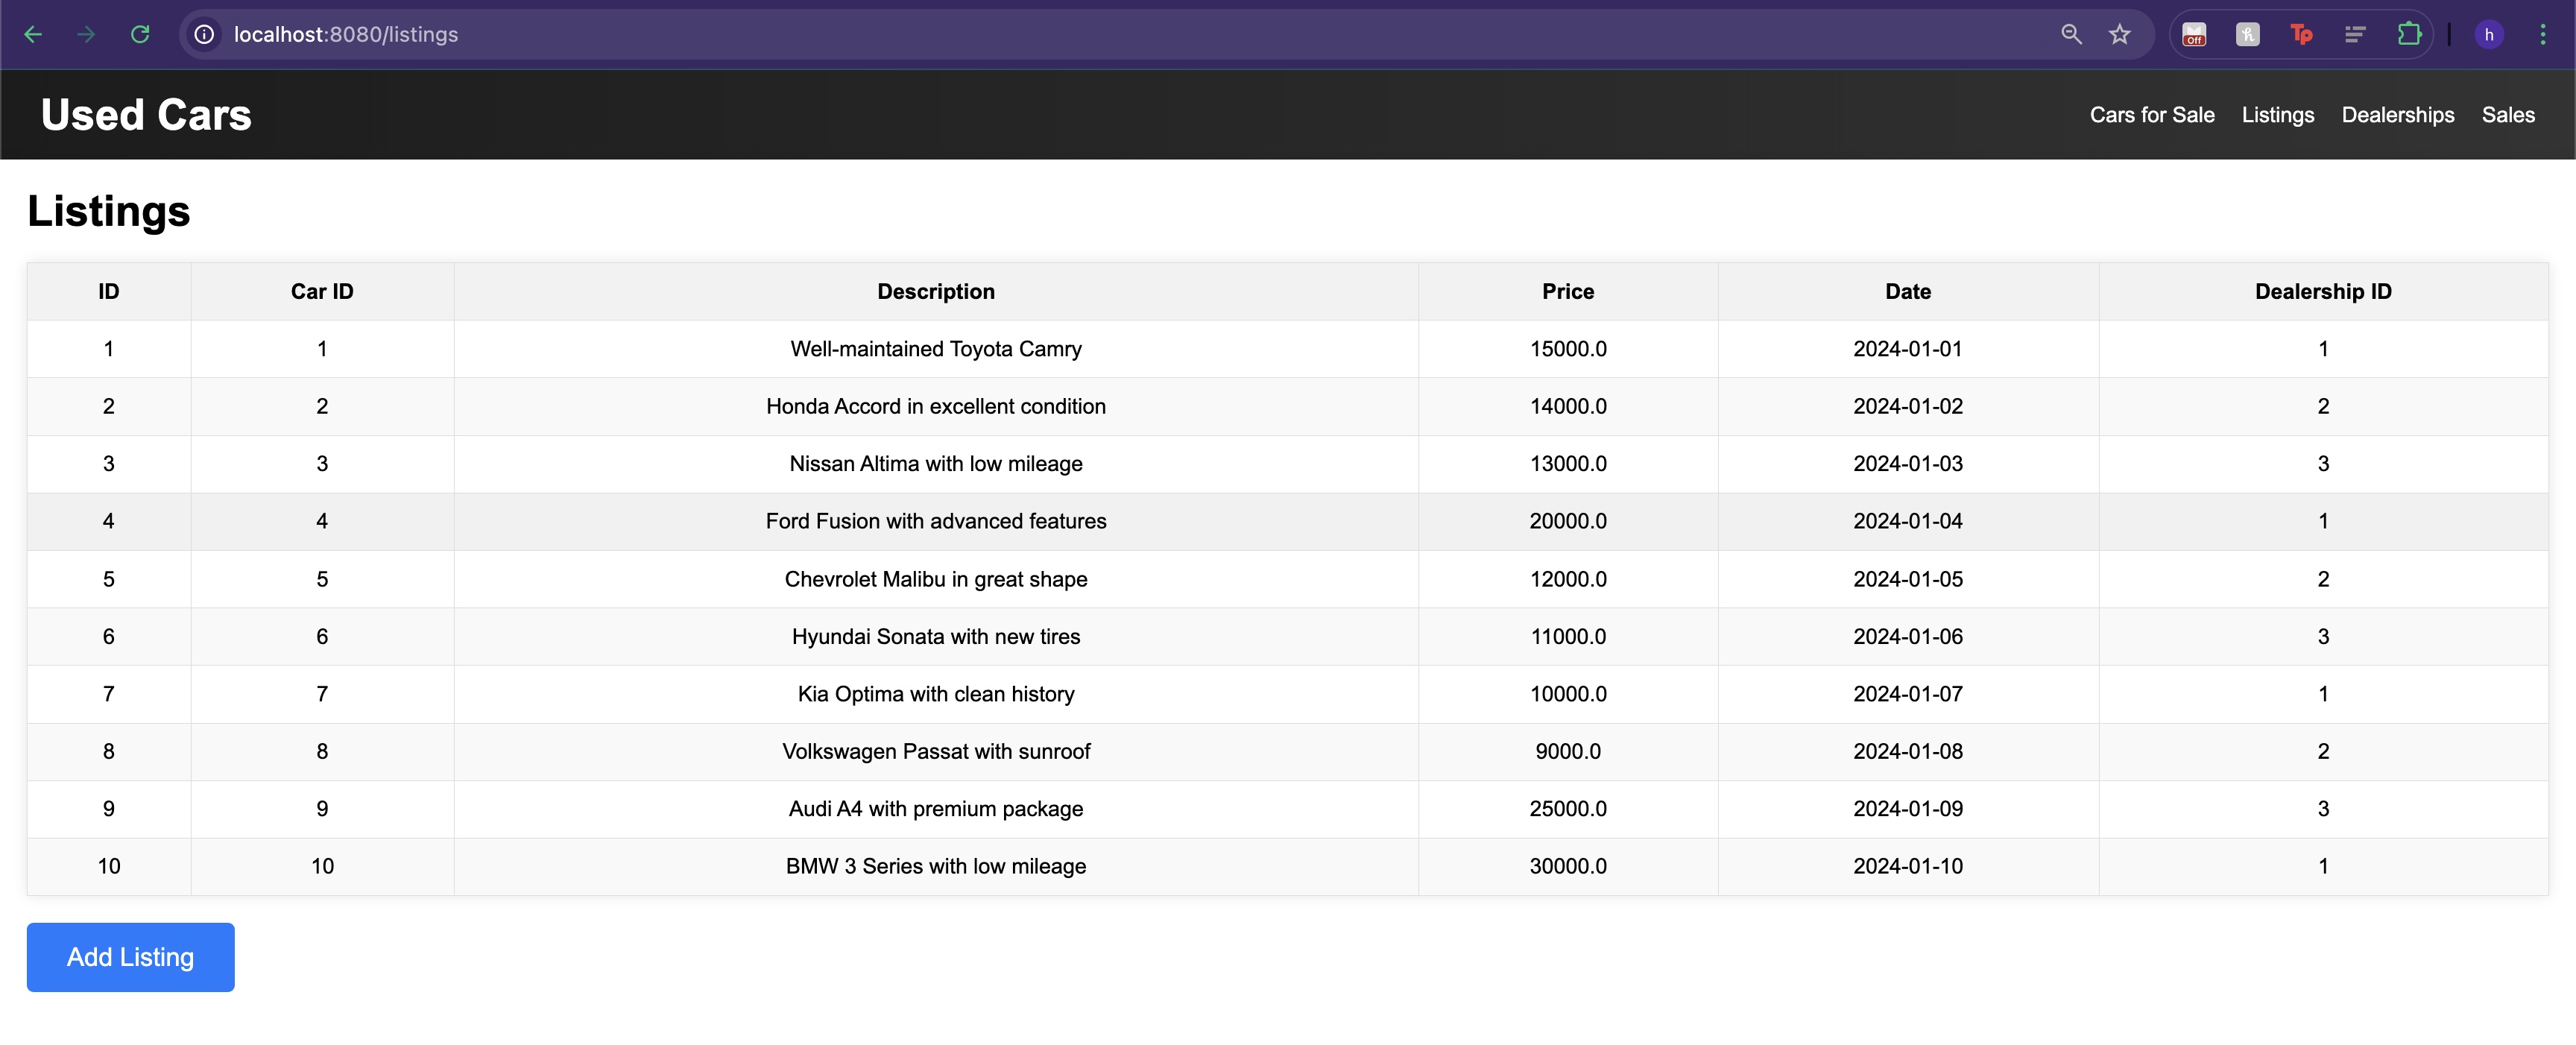 localhost:8080/listings
Off
h
Tp
h
Used Cars
Cars for Sale Listings Dealerships Sales
Listings
ID Car ID Description Price Date Dealership ID
1 1 Well-maintained Toyota Camry 15000.0 2024-01-01 1
2 2 Honda Accord in excellent condition 14000.0 2024-01-02 2
3 3 Nissan Altima with low mileage 13000.0 2024-01-03 3
4 4 Ford Fusion with advanced features 20000.0 2024-01-04 1
5 5 Chevrolet Malibu in great shape 12000.0 2024-01-05 2
6 6 Hyundai Sonata with new tires 11000.0 2024-01-06 3
7 7 Kia Optima with clean history 10000.0 2024-01-07 1
8 8 Volkswagen Passat with sunroof 9000.0 2024-01-08 2
9 9 Audi A4 with premium package 25000.0 2024-01-09 3
10 10 BMW 3 Series with low mileage 30000.0 2024-01-10 1
Add Listing